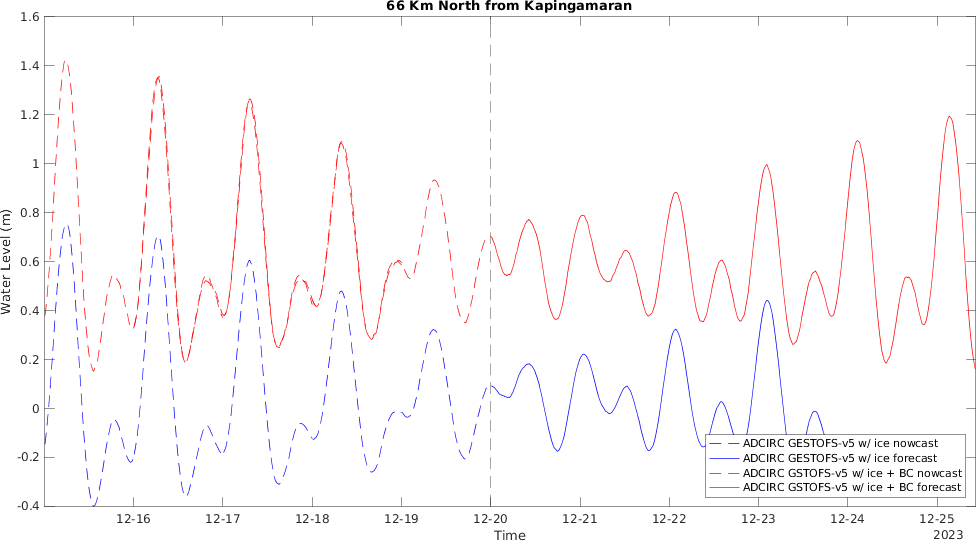 66 Km North from Kapingamaran
1.6
1.4
1.2
1
0.8
0.6
0.4
0.2
0
-0.2
-0.4
Water Level (m)
ADCIRC GESTOFS-v5 w/ ice nowcast
ADCIRC GESTOFS-v5 w/ ice forecast
ADCIRC GSTOFS-v5 w/ ice + BC nowcast
ADCIRC GSTOFS-v5 w/ ice + BC forecast
12-16 12-17 12-18 12-19 12-20 12-21 12-22 12-23 12-24 12-25
Time 2023